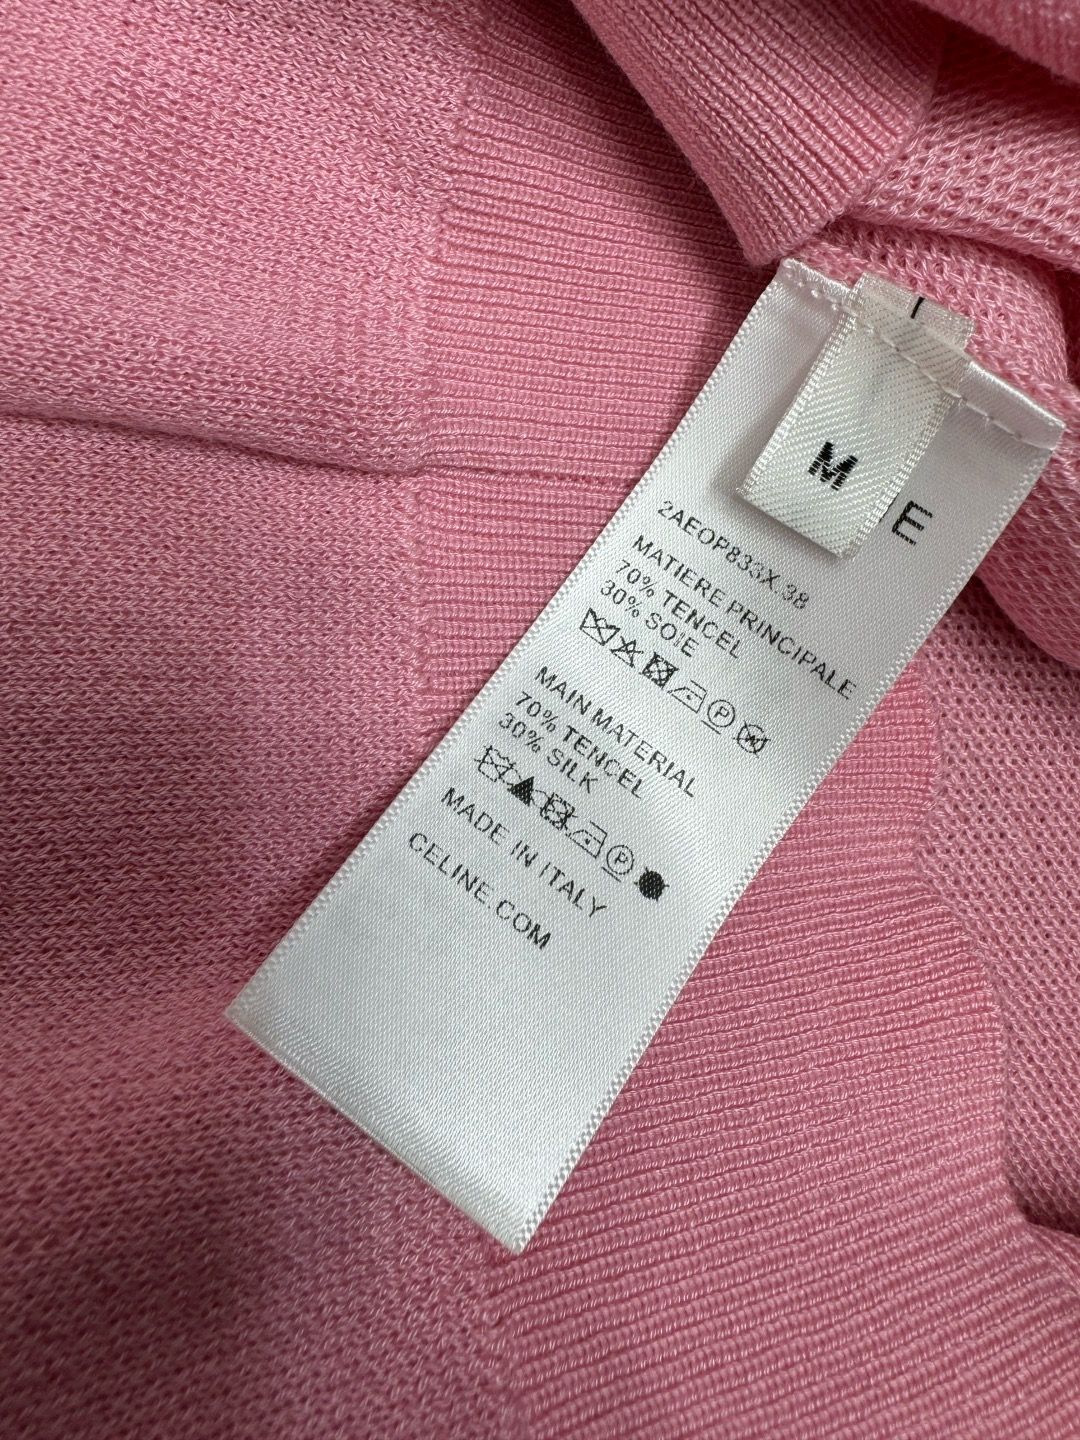 M
E
2AEOP833X.38
MATIERE PRINCIPALE
70% TENCEL
30% SOIE
MAIN MATERIAL
70% TENCEL
30% SILK
MADE IN ITALY
CELINE.COM